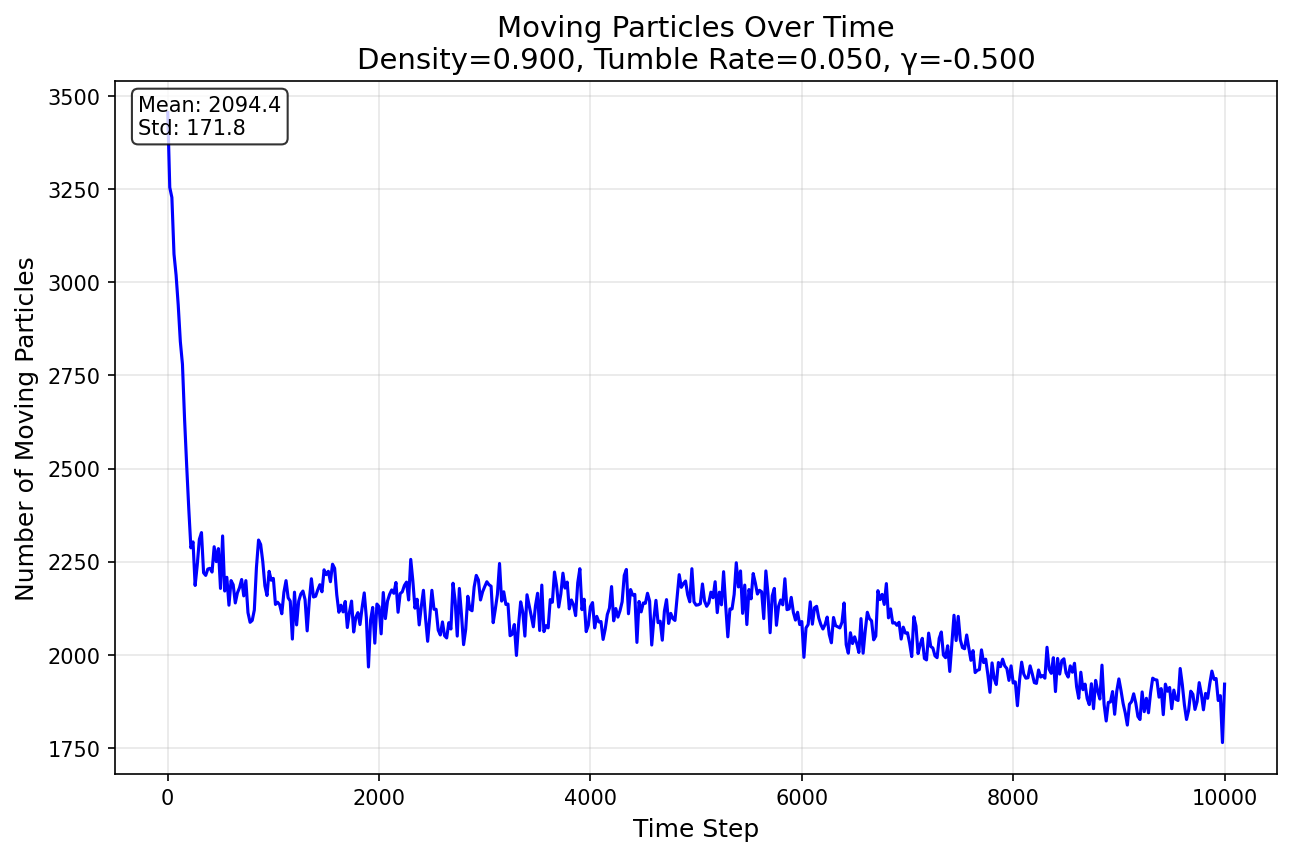 Moving Particles Over Time
Density=0.900, Tumble Rate=0.050, γ=-0.500
Mean: 2094.4
Std: 171.8
Number of Moving Particles
3500
3250
3000
2750
2500
2250
2000
1750
0 2000 4000 6000 8000 10000
Time Step